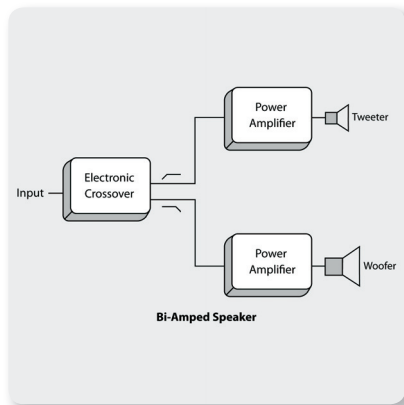 Power
Amplifier
Tweeter
Electronic
Crossover
Input
Power
Amplifier
Woofer
Bi-Amped Speaker